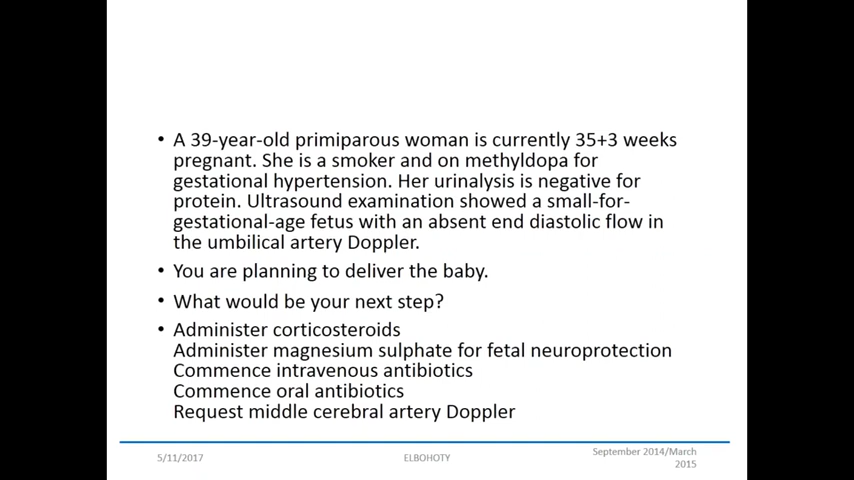 • A 39-year-old primiparous woman is currently 35+3 weeks
pregnant. She is a smoker and on methyldopa for
gestational hypertension. Her urinalysis is negative for
protein. Ultrasound examination showed a small-for-
gestational-age fetus with an absent end diastolic flow in
the umbilical artery Doppler.
• You are planning to deliver the baby.
• What would be your next step?
• Administer corticosteroids
Administer magnesium sulphate for fetal neuroprotection
Commence intravenous antibiotics
Commence oral antibiotics
Request middle cerebral artery Doppler
5/11/2017
ELBOHOTY
September 2014/March
2015